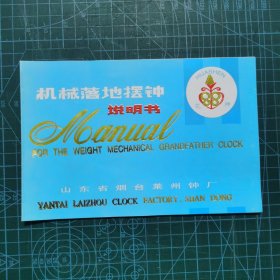 HUASHEN
机械落地摆钟
说明书
Manual
FOR THE WEIGHT MECHANICAL GRANDFATHER CLOCK
山东省烟台莱州钟厂
YANTAI LAIZHOU CLOCK FACTORY. SHAN DONG